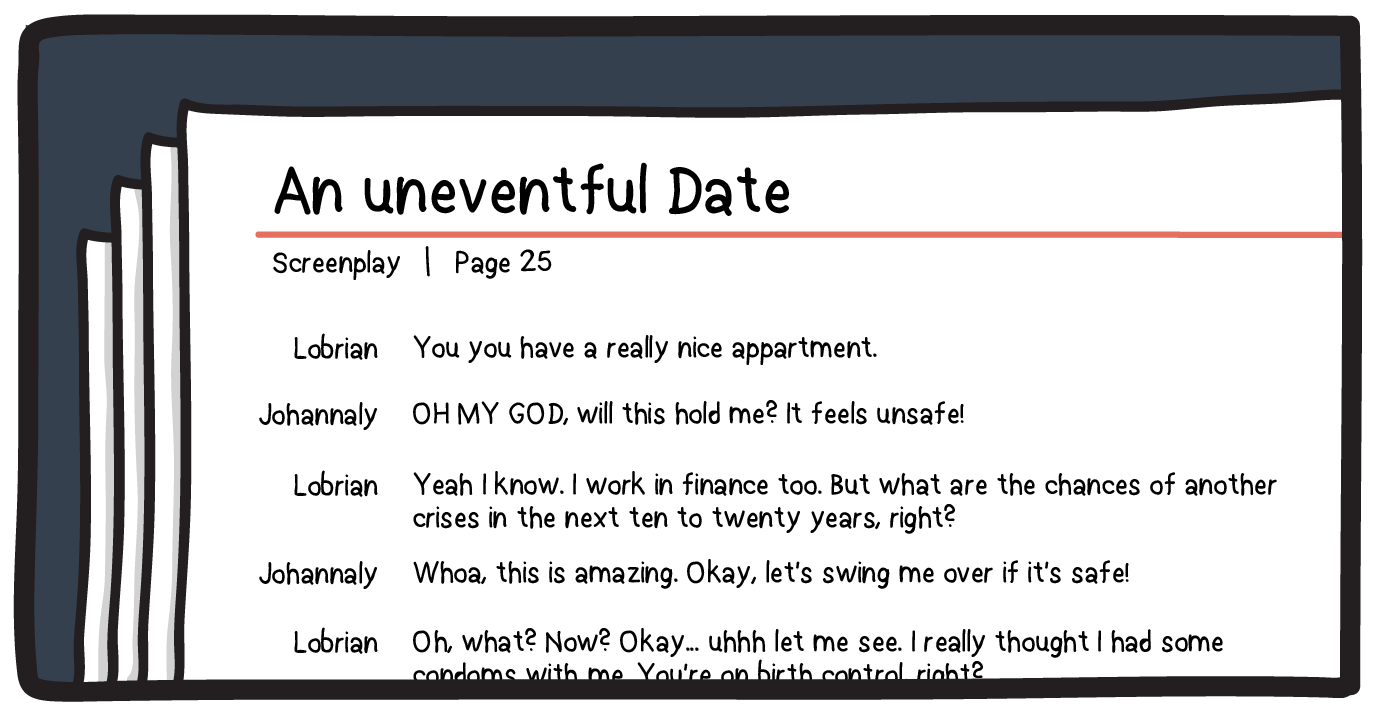 An uneventful Date
Screenplay | Page 25
Lobrian You you have a really nice appartment.
Johannaly OH MY GOD, will this hold me? It feels unsafe!
Lobrian Yeah I know. I work in finance too. But what are the chances of another
crises in the next ten to twenty years, right?
Johannaly Whoa, this is amazing. Okay, let's swing me over if it's safe!
Lobrian Oh, what? Now? Okay... uhhh let me see. I really thought I had some
condoms with me. You're on birth control, right?